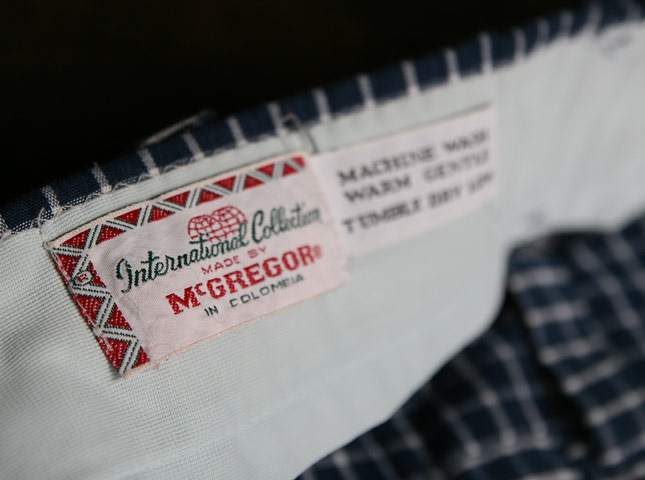 International Collection
MADE BY
McGREGOR®
IN COLOMBIA
MACHINE WASH
WARM GENTLE
TUMBLE DRY LOW